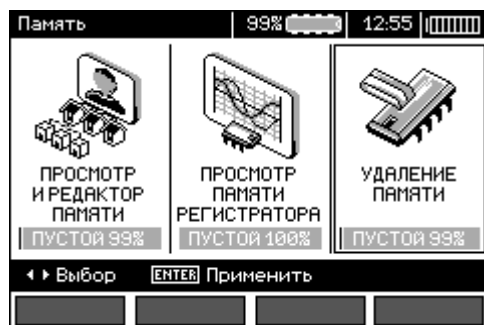 Память 99% 12:55
ПРОСМОТР
И РЕДАКТОР
ПАМЯТИ
ПУСТОЙ 99%
ПРОСМОТР
ПАМЯТИ
РЕГИСТРАТОРА
ПУСТОЙ 100%
УДАЛЕНИЕ
ПАМЯТИ
ПУСТОЙ 99%
Выбор ENTER Применить